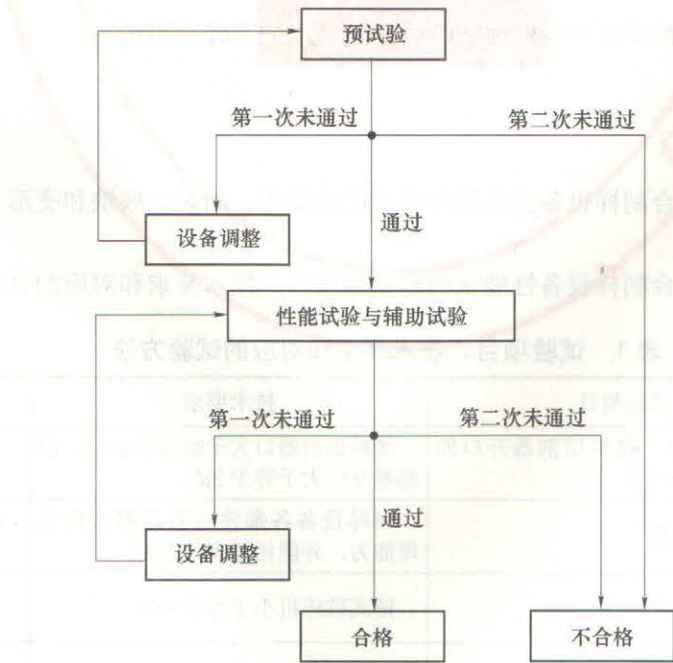 预试验
第一次未通过
第二次未通过
设备调整
通过
性能试验与辅助试验
第一次未通过
第二次未通过
通过
设备调整
合格
不合格